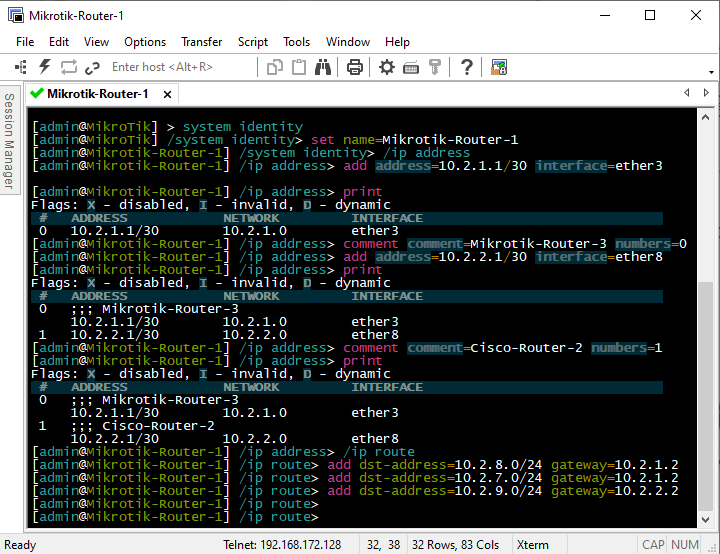 Mikrotik-Router-1
File Edit View Options Transfer Script Tools Window Help
Enter host <Alt+R>
Session Manager
Mikrotik-Router-1
[admin@MikroTik] > system identity
[admin@MikroTik] /system identity> set name=Mikrotik-Router-1
[admin@Mikrotik-Router-1] /system identity> /ip address
[admin@Mikrotik-Router-1] /ip address> add address=10.2.1.1/30 interface=ether3
[admin@Mikrotik-Router-1] /ip address> print
Flags: X - disabled, I - invalid, D - dynamic
# ADDRESS NETWORK INTERFACE
0 10.2.1.1/30 10.2.1.0 ether3
[admin@Mikrotik-Router-1] /ip address> comment comment=Mikrotik-Router-3 numbers=0
[admin@Mikrotik-Router-1] /ip address> add address=10.2.2.1/30 interface=ether8
[admin@Mikrotik-Router-1] /ip address> print
Flags: X - disabled, I - invalid, D - dynamic
# ADDRESS NETWORK INTERFACE
0 ;;; Mikrotik-Router-3
10.2.1.1/30 10.2.1.0 ether3
1 10.2.2.1/30 10.2.2.0 ether8
[admin@Mikrotik-Router-1] /ip address> comment comment=Cisco-Router-2 numbers=1
[admin@Mikrotik-Router-1] /ip address> print
Flags: X - disabled, I - invalid, D - dynamic
# ADDRESS NETWORK INTERFACE
0 ;;; Mikrotik-Router-3
10.2.1.1/30 10.2.1.0 ether3
1 ;;; Cisco-Router-2
10.2.2.1/30 10.2.2.0 ether8
[admin@Mikrotik-Router-1] /ip address> /ip route
[admin@Mikrotik-Router-1] /ip route> add dst-address=10.2.8.0/24 gateway=10.2.1.2
[admin@Mikrotik-Router-1] /ip route> add dst-address=10.2.7.0/24 gateway=10.2.1.2
[admin@Mikrotik-Router-1] /ip route> add dst-address=10.2.9.0/24 gateway=10.2.2.2
[admin@Mikrotik-Router-1] /ip route>
[admin@Mikrotik-Router-1] /ip route>
Ready Telnet: 192.168.172.128 32, 38 32 Rows, 83 Cols Xterm CAP NUM